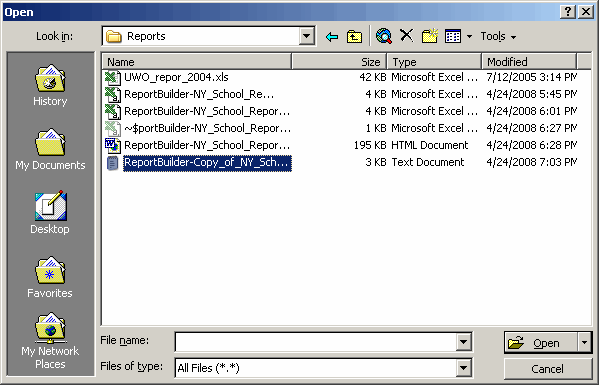 Open
Look in: Reports Tools
Name Size Type Modified
UWO_repor_2004.xls 42 KB Microsoft Excel ... 7/12/2005 3:14 PM
ReportBuilder-NY_School_Re... 4 KB Microsoft Excel ... 4/24/2008 5:45 PM
ReportBuilder-NY_School_Repor... 4 KB Microsoft Excel ... 4/24/2008 6:01 PM
~$portBuilder-NY_School_Repor... 1 KB Microsoft Excel ... 4/24/2008 6:27 PM
ReportBuilder-NY_School_Repor... 195 KB HTML Document 4/24/2008 6:28 PM
ReportBuilder-Copy_of_NY_Sch... 3 KB Text Document 4/24/2008 7:03 PM
History
My Documents
Desktop
Favorites
My Network
Places
File name: Open
Files of type: All Files (*.*) Cancel